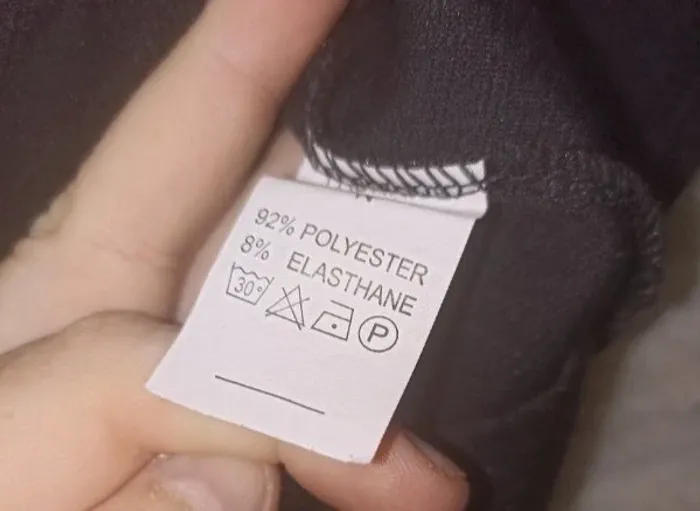 92% POLYESTER
8% ELASTHANE
30° P